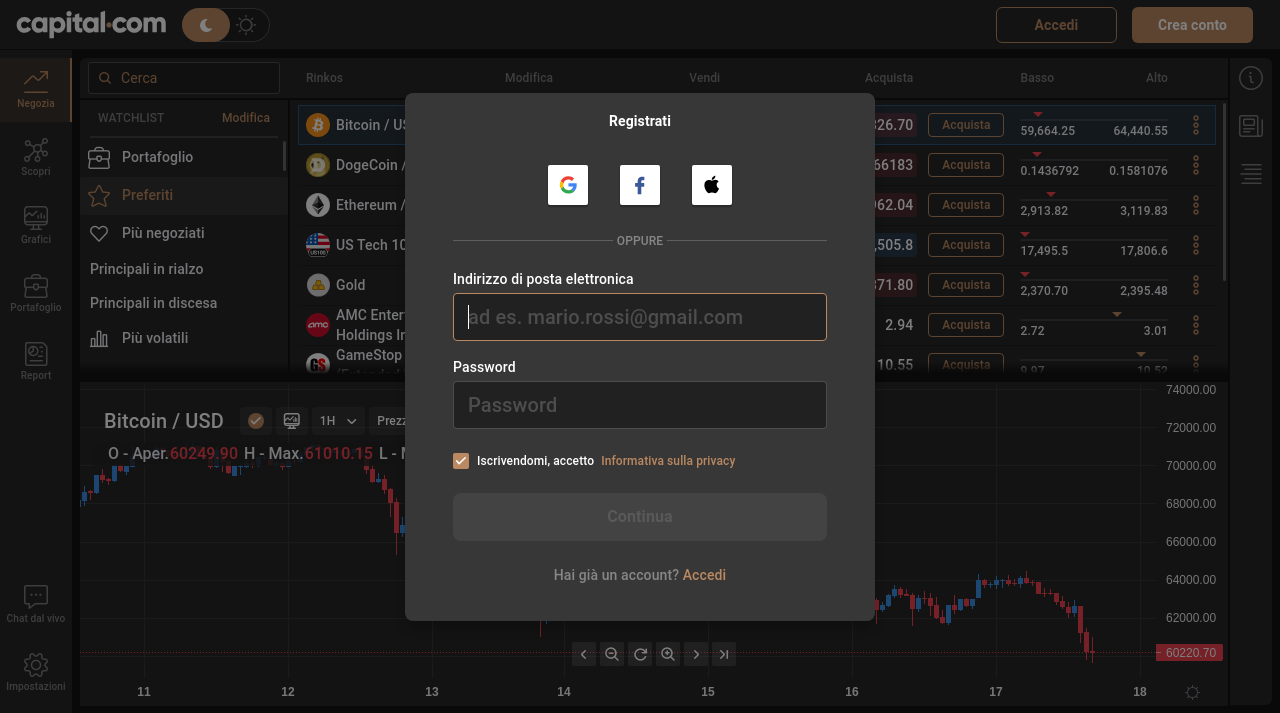 capital.com
Accedi
Crea conto
Negozia
Scopri
Grafici
Portafoglio
Report
Chat dal vivo
Impostazioni
Cerca
WATCHLIST
Modifica
Portafoglio
Preferiti
Più negoziati
Principali in rialzo
Principali in discesa
Più volatili
Rinkos Modifica Vendi Acquista Basso Alto
Bitcoin / US 326.70 Acquista 59,664.25 64,440.55
DogeCoin / 66183 Acquista 0.1436792 0.1581076
Ethereum / 962.04 Acquista 2,913.82 3,119.83
US100
US Tech 10 ,505.8 Acquista 17,495.5 17,806.6
Gold 371.80 Acquista 2,370.70 2,395.48
amc
AMC Enter
Holdings In
2.94 Acquista 2.72 3.01
GameStop
10.55 Acquista 9.97 10.52
Registrati
OPPURE
Indirizzo di posta elettronica
ad es. mario.rossi@gmail.com
Password
Password
Iscrivendomi, accetto Informativa sulla privacy
Continua
Hai già un account? Accedi
Bitcoin / USD 1H Prezz
O - Aper. 60249.90 H - Max. 61010.15 L - M
74000.00
72000.00
70000.00
68000.00
66000.00
64000.00
62000.00
60220.70
11 12 13 14 15 16 17 18